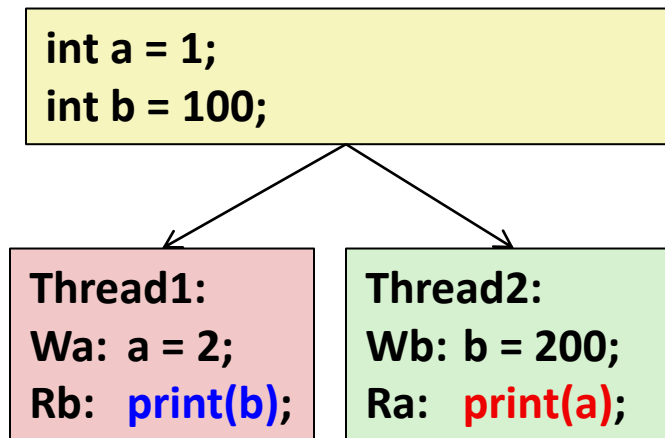 int a = 1;
int b = 100;
Thread1:
Wa: a = 2;
Rb: print(b);
Thread2:
Wb: b = 200;
Ra: print(a);